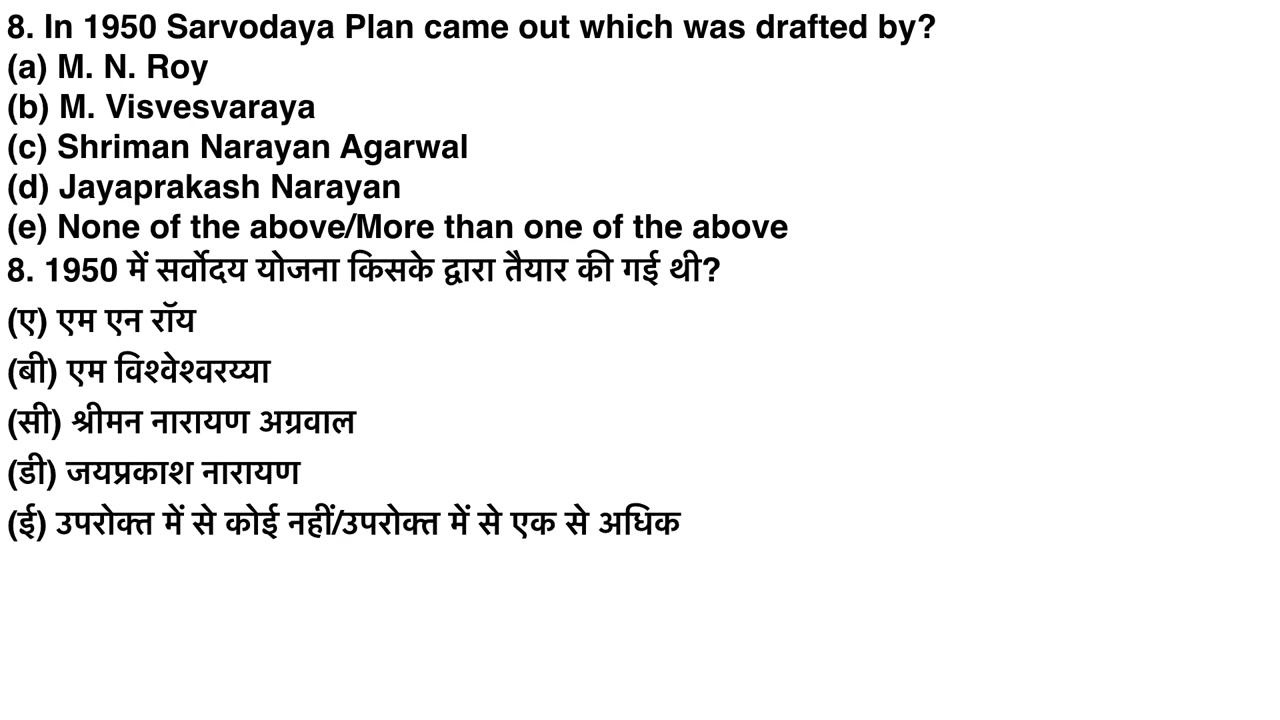 8. In 1950 Sarvodaya Plan came out which was drafted by?
(a) M. N. Roy
(b) M. Visvesvaraya
(c) Shriman Narayan Agarwal
(d) Jayaprakash Narayan
(e) None of the above/More than one of the above
8. 1950 में सर्वोदय योजना किसके द्वारा तैयार की गई थी?
(ए) एम एन रॉय
(बी) एम विश्वेश्वरय्या
(सी) श्रीमन नारायण अग्रवाल
(डी) जयप्रकाश नारायण
(ई) उपरोक्त में से कोई नहीं/उपरोक्त में से एक से अधिक